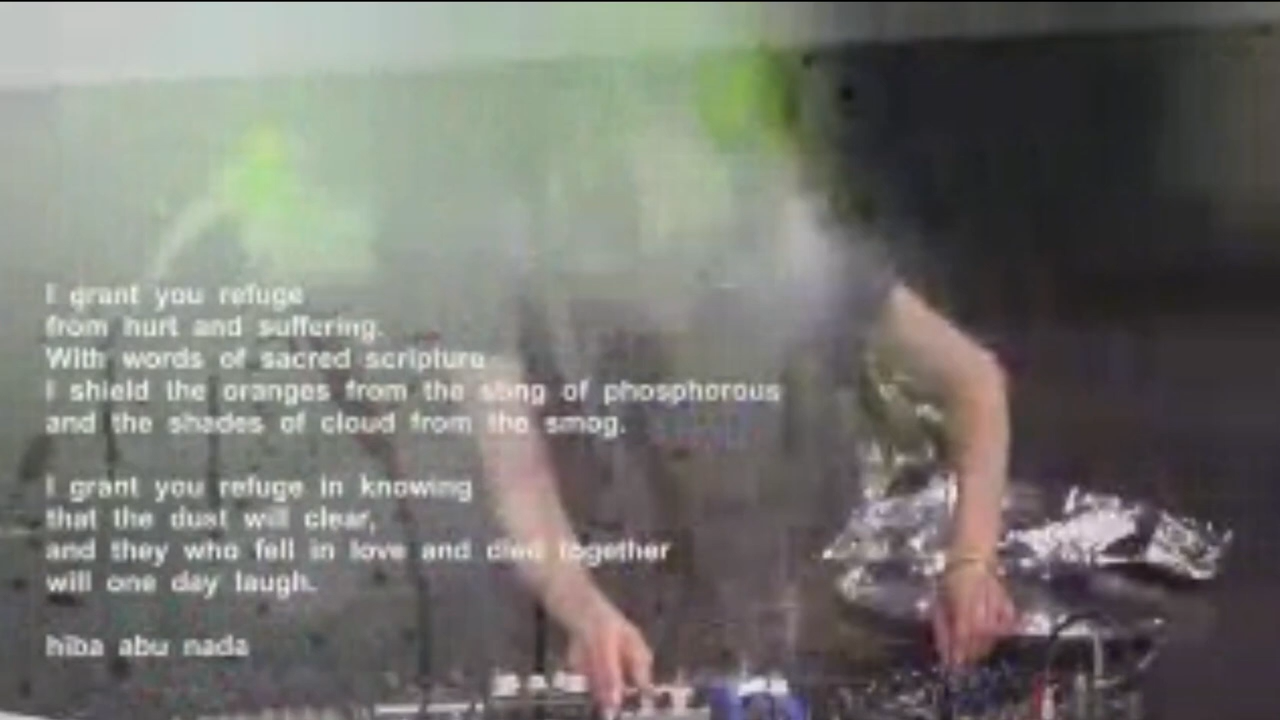 I grant you refuge
from hurt and suffering.
With words of sacred scripture
I shield the oranges from the sting of phosphorous
and the shades of cloud from the smog.
I grant you refuge in knowing
that the dust will clear,
and they who fell in love and died together
will one day laugh.
hiba abu nada